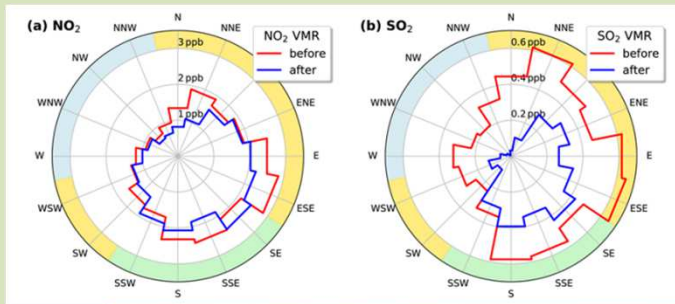 (a) NO₂
N
NNW
NNE
NO₂ VMR
before
after
3 ppb
2 ppb
1 ppb
NW
ENE
WNW
W
E
WSW
ESE
SW
SE
SSW
SSE
S
(b) SO₂
N
NNW
NNE
SO₂ VMR
before
after
0.6 ppb
0.4 ppb
0.2 ppb
NW
ENE
WNW
W
E
WSW
ESE
SW
SE
SSW
SSE
S